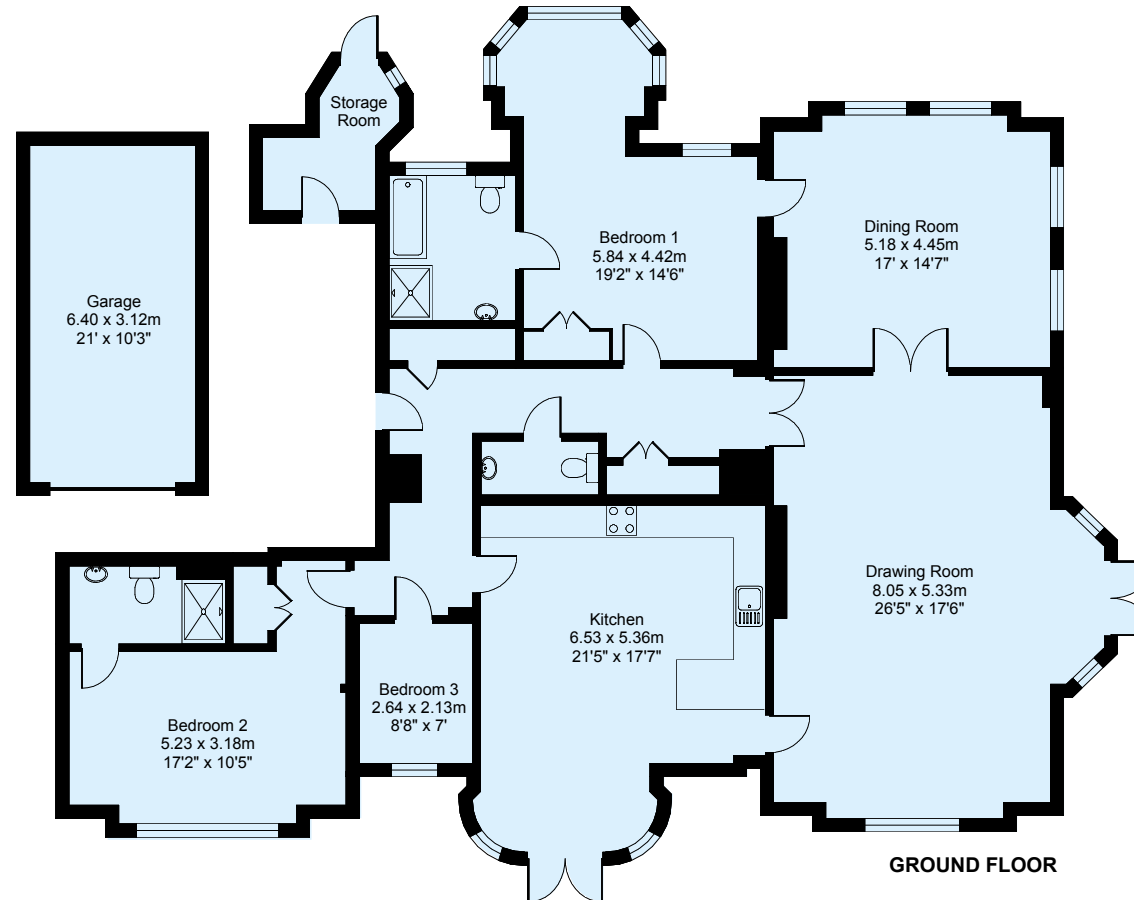 Storage
Room
Garage
6.40 x 3.12m
21' x 10'3"
Bedroom 1
5.84 x 4.42m
19'2" x 14'6"
Dining Room
5.18 x 4.45m
17' x 14'7"
Drawing Room
8.05 x 5.33m
26'5" x 17'6"
Kitchen
6.53 x 5.36m
21'5" x 17'7"
Bedroom 3
2.64 x 2.13m
8'8" x 7'
Bedroom 2
5.23 x 3.18m
17'2" x 10'5"
GROUND FLOOR